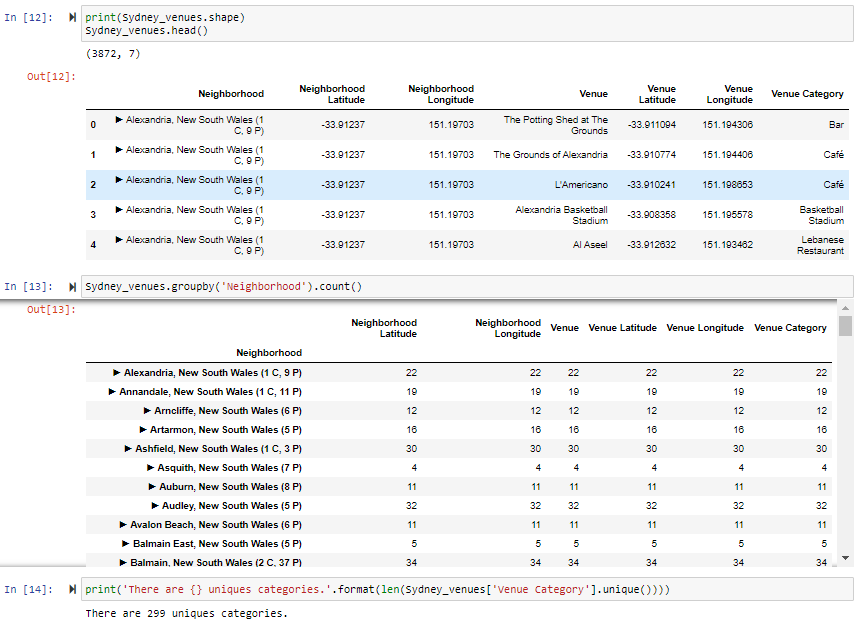 In [12]: print(Sydney_venues.shape)
Sydney_venues.head()
(3872, 7)
Out[12]:
Neighborhood Neighborhood Latitude Neighborhood Longitude Venue Venue Latitude Venue Longitude Venue Category
0 ► Alexandria, New South Wales (1 C, 9 P) -33.91237 151.19703 The Potting Shed at The Grounds -33.911094 151.194306 Bar
1 ► Alexandria, New South Wales (1 C, 9 P) -33.91237 151.19703 The Grounds of Alexandria -33.910774 151.194406 Café
2 ► Alexandria, New South Wales (1 C, 9 P) -33.91237 151.19703 L'Americano -33.910241 151.198653 Café
3 ► Alexandria, New South Wales (1 C, 9 P) -33.91237 151.19703 Alexandria Basketball Stadium -33.908358 151.195578 Basketball Stadium
4 ► Alexandria, New South Wales (1 C, 9 P) -33.91237 151.19703 Al Aseel -33.912632 151.193462 Lebanese Restaurant
In [13]: Sydney_venues.groupby('Neighborhood').count()
Out[13]:
Neighborhood Latitude Neighborhood Longitude Venue Venue Latitude Venue Longitude Venue Category
Neighborhood
► Alexandria, New South Wales (1 C, 9 P) 22 22 22 22 22 22
► Annandale, New South Wales (1 C, 11 P) 19 19 19 19 19 19
► Arncliffe, New South Wales (6 P) 12 12 12 12 12 12
► Artarmon, New South Wales (5 P) 16 16 16 16 16 16
► Ashfield, New South Wales (1 C, 3 P) 30 30 30 30 30 30
► Asquith, New South Wales (7 P) 4 4 4 4 4 4
► Auburn, New South Wales (8 P) 11 11 11 11 11 11
► Audley, New South Wales (5 P) 32 32 32 32 32 32
► Avalon Beach, New South Wales (6 P) 11 11 11 11 11 11
► Balmain East, New South Wales (5 P) 5 5 5 5 5 5
► Balmain, New South Wales (2 C, 37 P) 34 34 34 34 34 34
In [14]: print('There are {} uniques categories.'.format(len(Sydney_venues['Venue Category'].unique())))
There are 299 uniques categories.